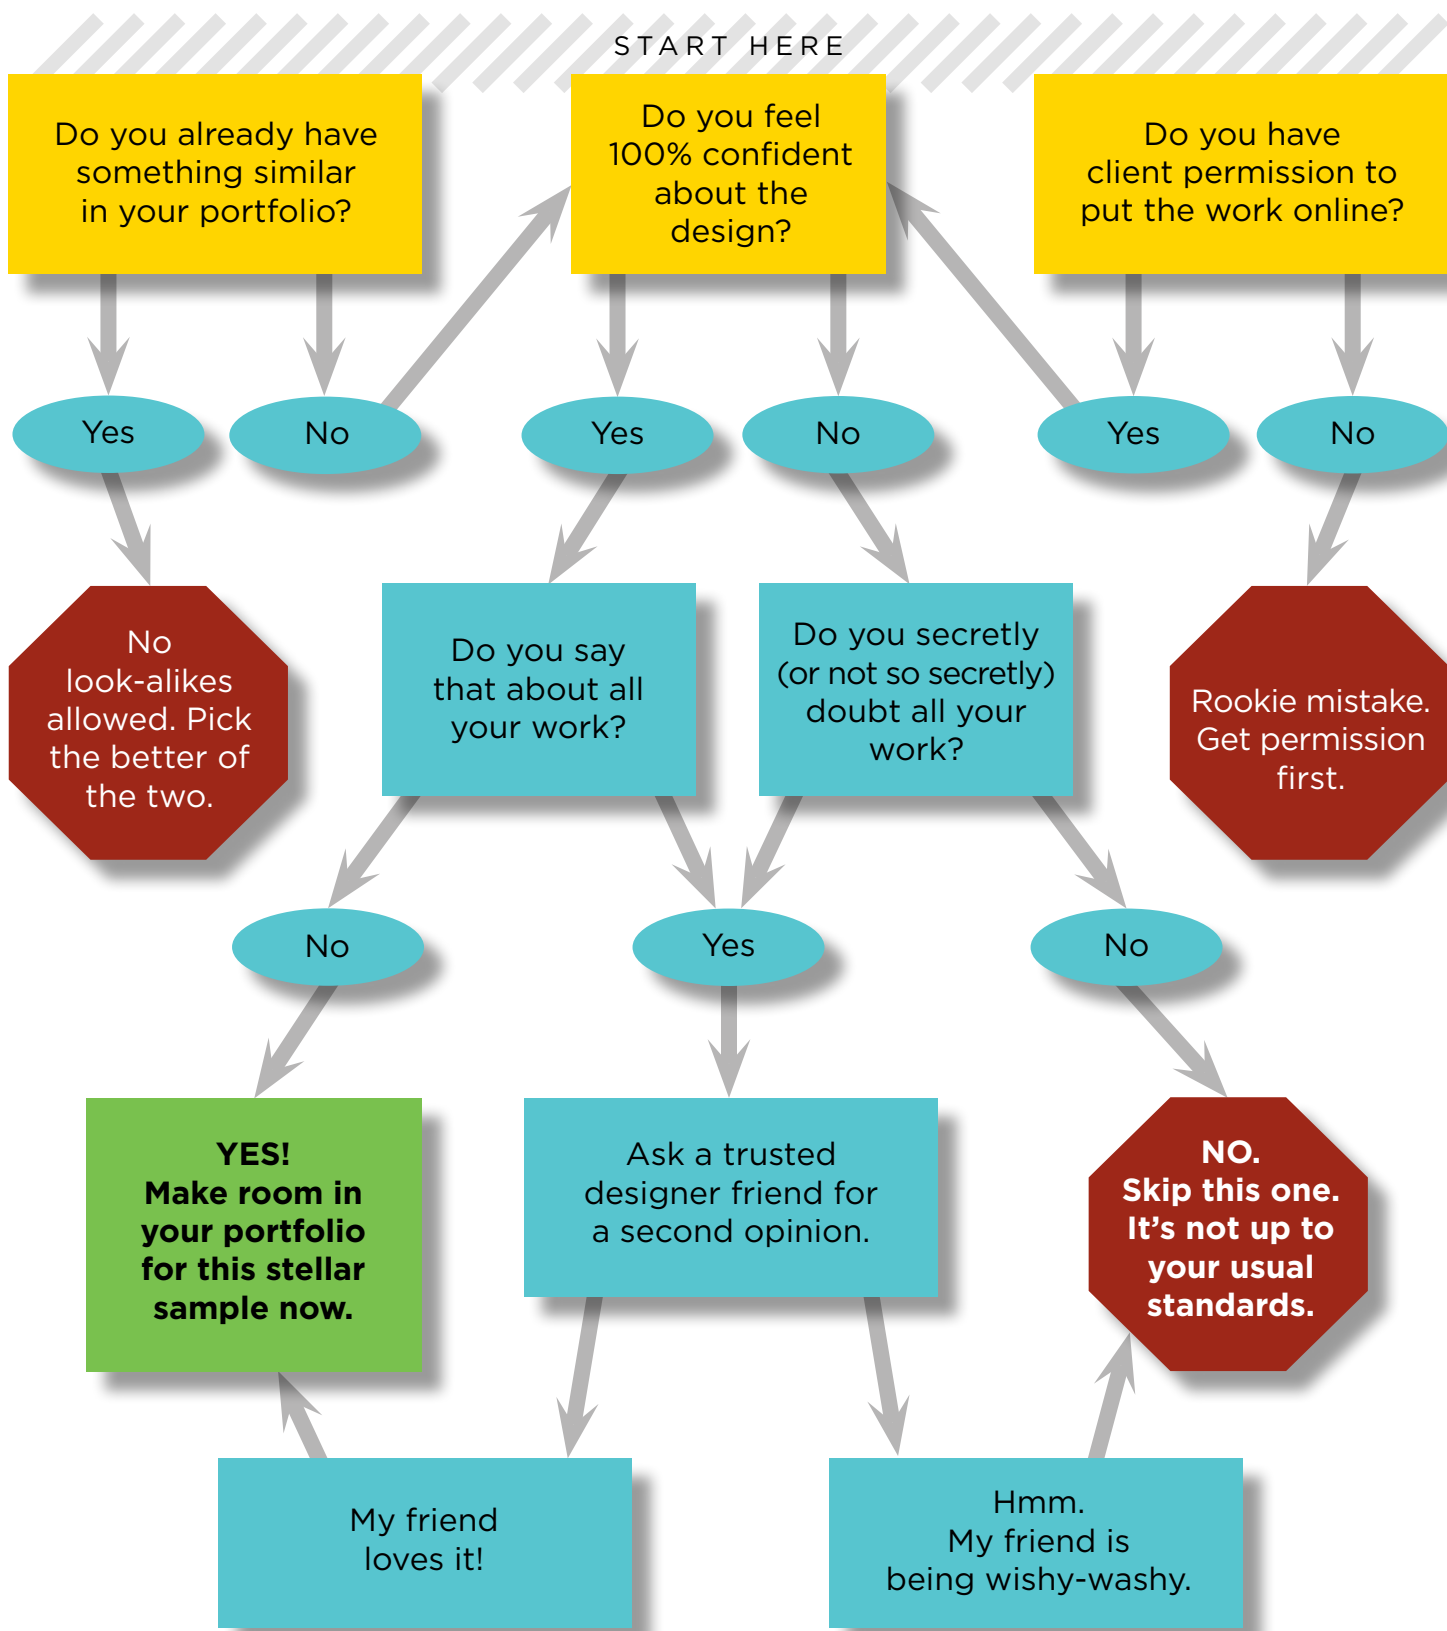 START HERE
Do you already have
something similar
in your portfolio?
Do you feel
100% confident
about the
design?
Do you have
client permission to
put the work online?
Yes
No
Yes
No
Yes
No
No
look-alikes
allowed. Pick
the better of
the two.
Do you say
that about all
your work?
Do you secretly
(or not so secretly)
doubt all your
work?
Rookie mistake.
Get permission
first.
No
Yes
No
YES!
Make room in
your portfolio
for this stellar
sample now.
Ask a trusted
designer friend for
a second opinion.
NO.
Skip this one.
It’s not up to
your usual
standards.
My friend
loves it!
Hmm.
My friend is
being wishy-washy.